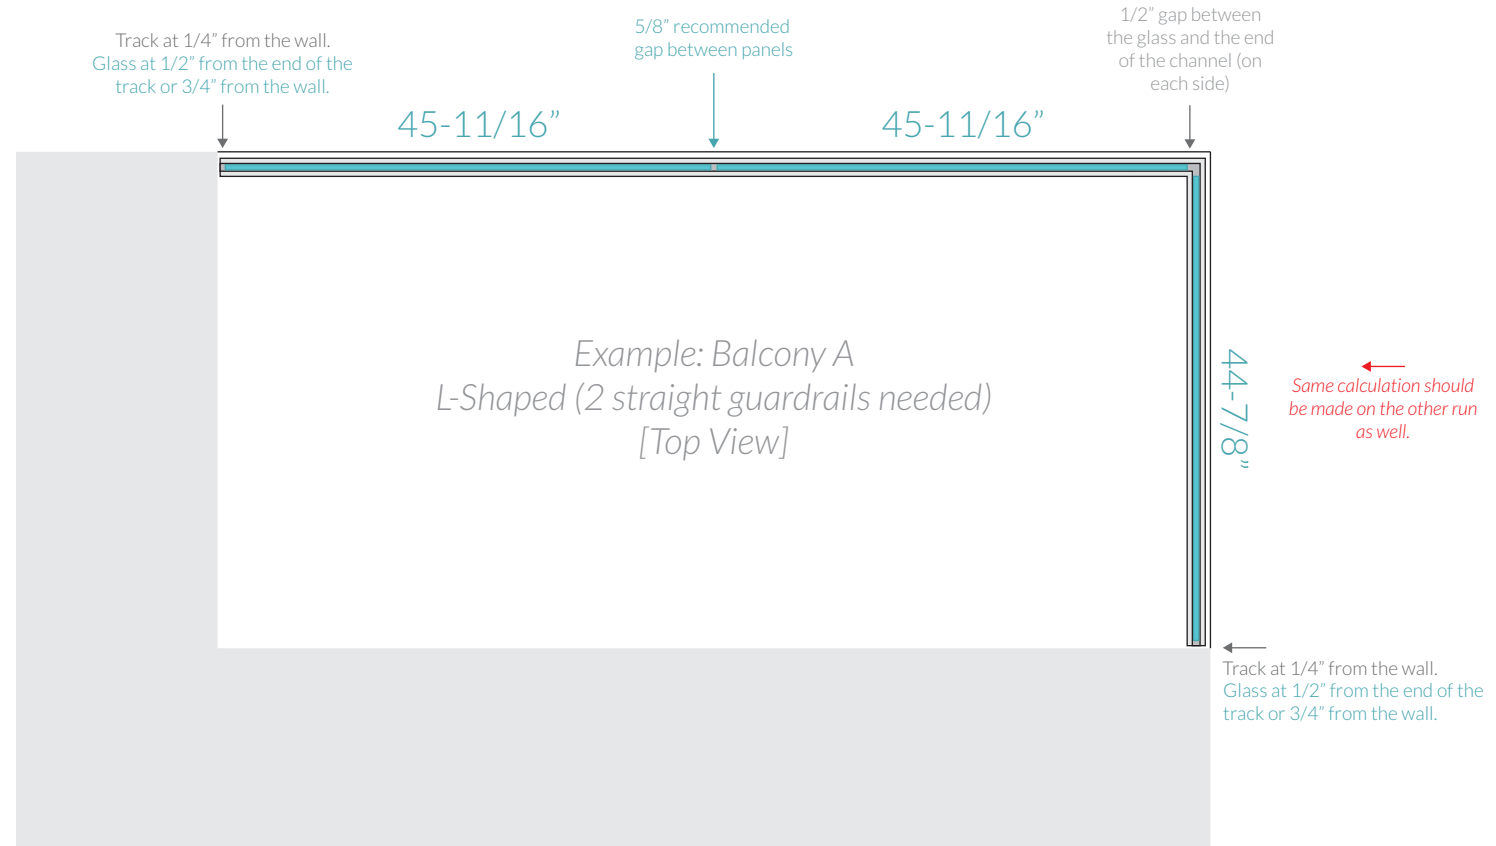 Track at 1/4” from the wall.
Glass at 1/2” from the end of the
track or 3/4” from the wall.
5/8” recommended
gap between panels
1/2” gap between
the glass and the end
of the channel (on
each side)
45-11/16”
45-11/16”
Example: Balcony A
L-Shaped (2 straight guardrails needed)
[Top View]
44-7/8”
Same calculation should
be made on the other run
as well.
Track at 1/4” from the wall.
Glass at 1/2” from the end of the
track or 3/4” from the wall.